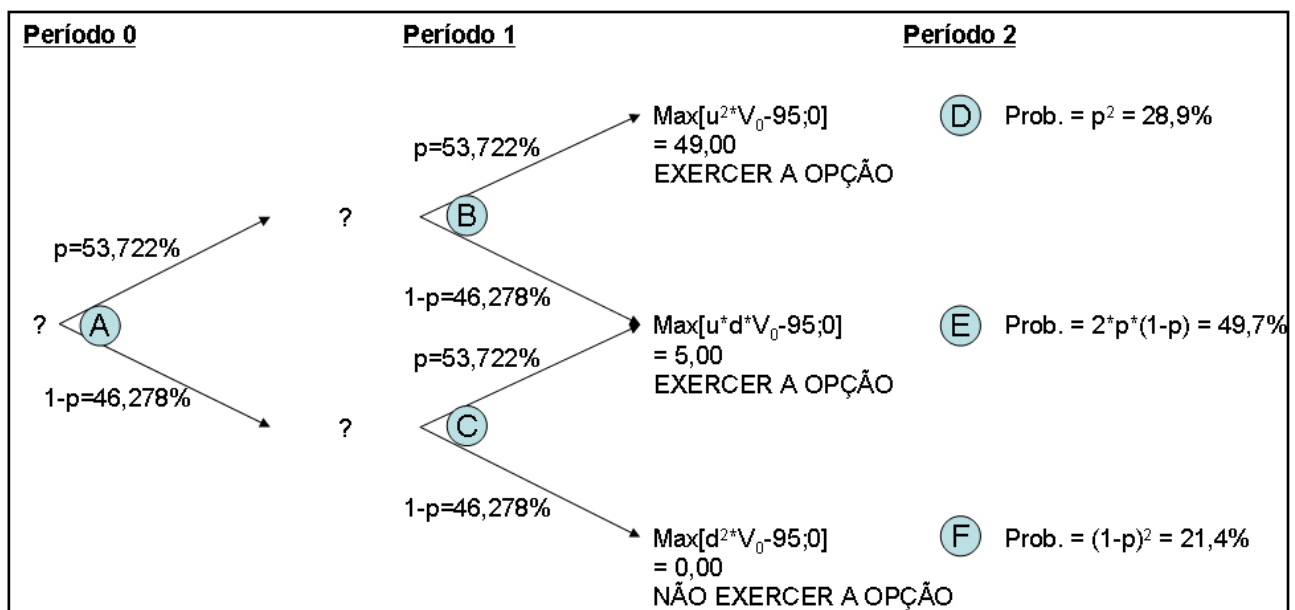 Período 0 Período 1 Período 2
Max[u²*V₀-95;0] D Prob. = p² = 28,9%
p=53,722%
= 49,00
EXERCER A OPÇÃO
? B
p=53,722%
1-p=46,278%
? A
Max[u*d*V₀-95;0] E Prob. = 2*p*(1-p) = 49,7%
p=53,722%
= 5,00
1-p=46,278%
EXERCER A OPÇÃO
? C
1-p=46,278%
Max[d²*V₀-95;0] F Prob. = (1-p)² = 21,4%
= 0,00
NÃO EXERCER A OPÇÃO